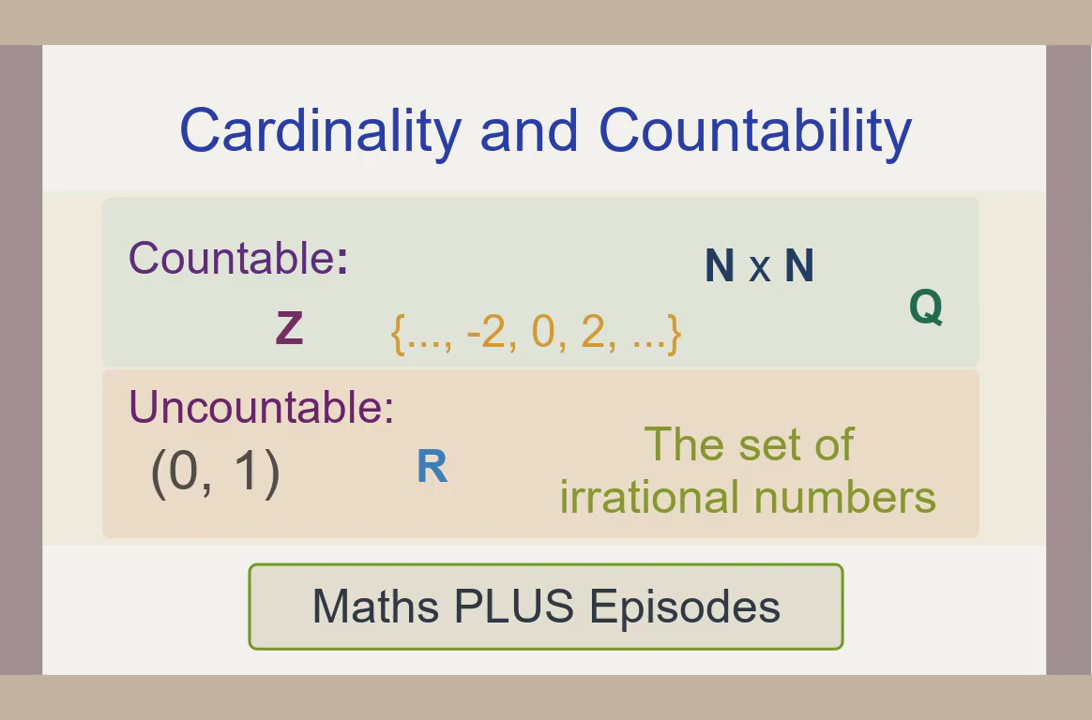 Cardinality and Countability
Countable:
N x N
Q
Z
{..., -2, 0, 2, ...}
Uncountable:
(0, 1)
R
The set of
irrational numbers
Maths PLUS Episodes